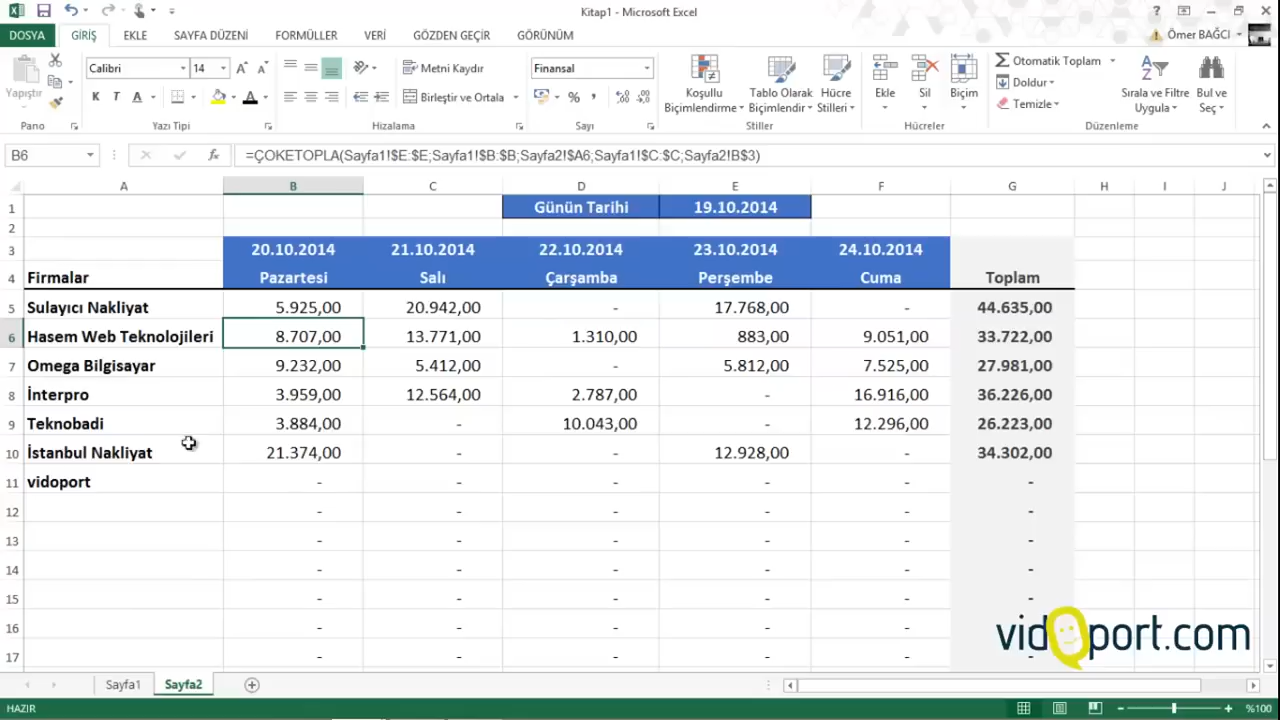 Kitap1 - Microsoft Excel
DOSYA GİRİŞ EKLE SAYFA DÜZENİ FORMÜLLER VERİ GÖZDEN GEÇİR GÖRÜNÜM Ömer BAĞCI
Yapıştır
Pano
Calibri 14
K T A
Yazı Tipi
Metni Kaydır
Birleştir ve Ortala
Hizalama
Finansal
Sayı
Koşullu Biçimlendirme
Tablo Olarak Biçimlendir
Hücre Stilleri
Stiller
Ekle Sil Biçim
Hücreler
Otomatik Toplam
Doldur
Temizle
Sırala ve Filtre Uygula
Bul ve Seç
Düzenleme
B6 fx =ÇOKETOPLA(Sayfa1!$E:$E;Sayfa1!$B:$B;Sayfa2!$A6;Sayfa1!$C:$C;Sayfa2!B$3)
A B C D E F G H I J
1 Günün Tarihi 19.10.2014
2
3 20.10.2014 21.10.2014 22.10.2014 23.10.2014 24.10.2014
4 Firmalar Pazartesi Salı Çarşamba Perşembe Cuma Toplam
5 Sulayıcı Nakliyat 5.925,00 20.942,00 - 17.768,00 - 44.635,00
6 Hasem Web Teknolojileri 8.707,00 13.771,00 1.310,00 883,00 9.051,00 33.722,00
7 Omega Bilgisayar 9.232,00 5.412,00 - 5.812,00 7.525,00 27.981,00
8 İnterpro 3.959,00 12.564,00 2.787,00 - 16.916,00 36.226,00
9 Teknobadi 3.884,00 - 10.043,00 - 12.296,00 26.223,00
10 İstanbul Nakliyat 21.374,00 - - 12.928,00 - 34.302,00
11 vidoport - - - - - -
12 - - - - - -
13 - - - - - -
14 - - - - - -
15 - - - - - -
16 - - - - -
17 - - - - -
vidoport.com
Sayfa1 Sayfa2
HAZIR %100